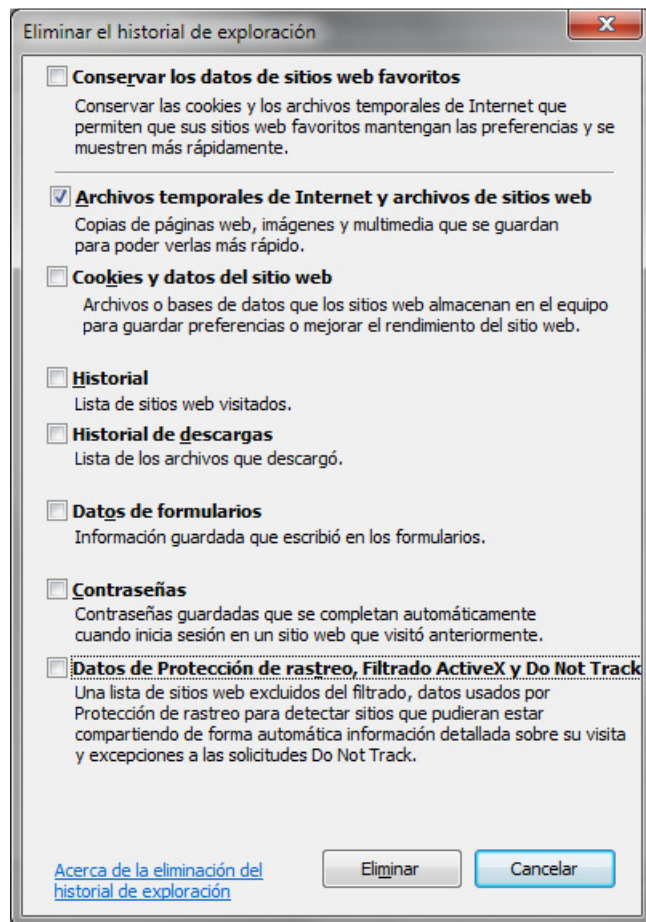 Eliminar el historial de exploración
Conservar los datos de sitios web favoritos
Conservar las cookies y los archivos temporales de Internet que
permiten que sus sitios web favoritos mantengan las preferencias y se
muestren más rápidamente.
Archivos temporales de Internet y archivos de sitios web
Copias de páginas web, imágenes y multimedia que se guardan
para poder verlas más rápido.
Cookies y datos del sitio web
Archivos o bases de datos que los sitios web almacenan en el equipo
para guardar preferencias o mejorar el rendimiento del sitio web.
Historial
Lista de sitios web visitados.
Historial de descargas
Lista de los archivos que descargó.
Datos de formularios
Información guardada que escribió en los formularios.
Contraseñas
Contraseñas guardadas que se completan automáticamente
cuando inicia sesión en un sitio web que visitó anteriormente.
Datos de Protección de rastreo, Filtrado ActiveX y Do Not Track
Una lista de sitios web excluidos del filtrado, datos usados por
Protección de rastreo para detectar sitios que pudieran estar
compartiendo de forma automática información detallada sobre su visita
y excepciones a las solicitudes Do Not Track.
Acerca de la eliminación del
historial de exploración
Eliminar
Cancelar